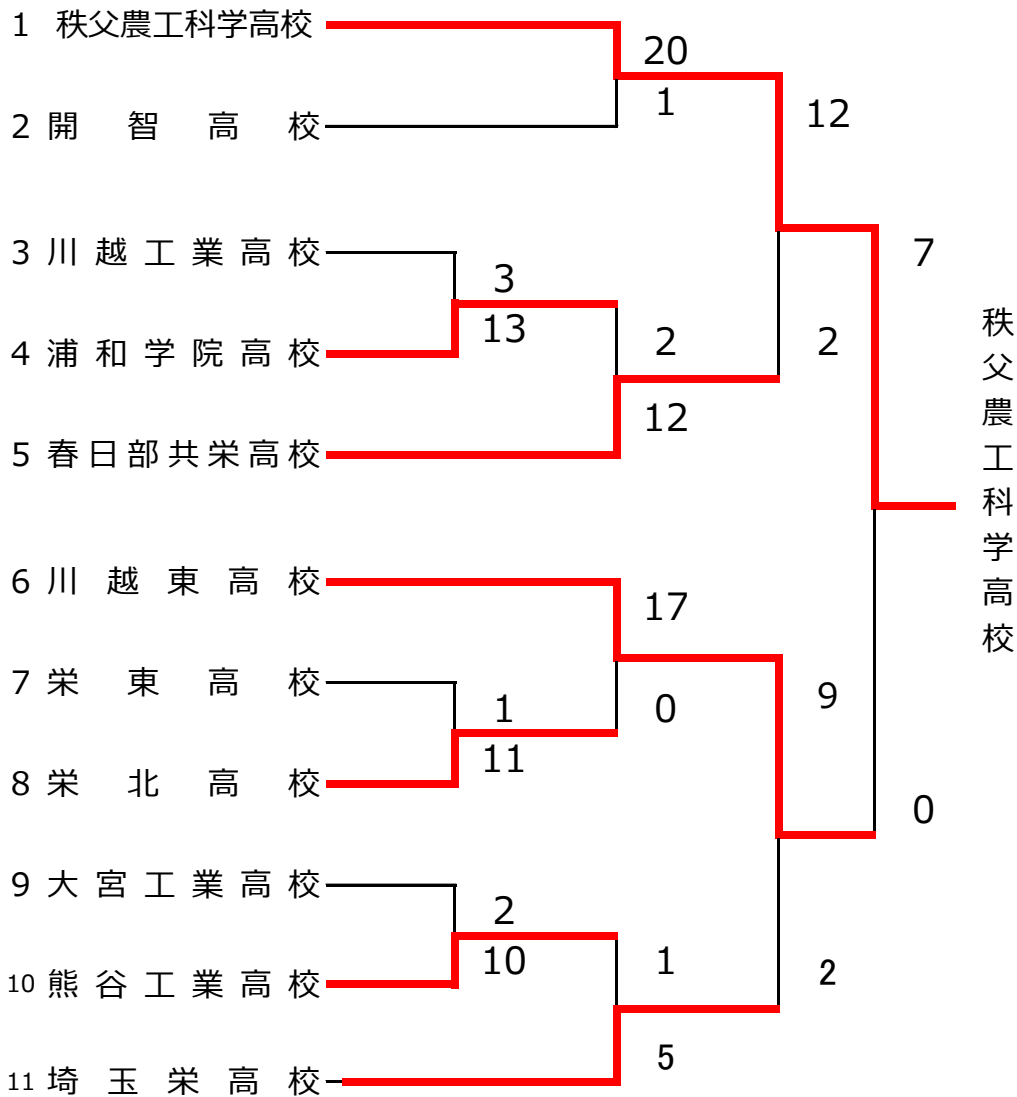 1 秩父農工科学高校
20
1
2 開智高校
12
3 川越工業高校
3
13
4 浦和学院高校
2
12
5 春日部共栄高校
2
7
6 川越東高校
17
0
7 栄東高校
1
11
8 栄北高校
9
9 大宮工業高校
2
10
10 熊谷工業高校
1
5
11 埼玉栄高校
2
0
秩父農工科学高校